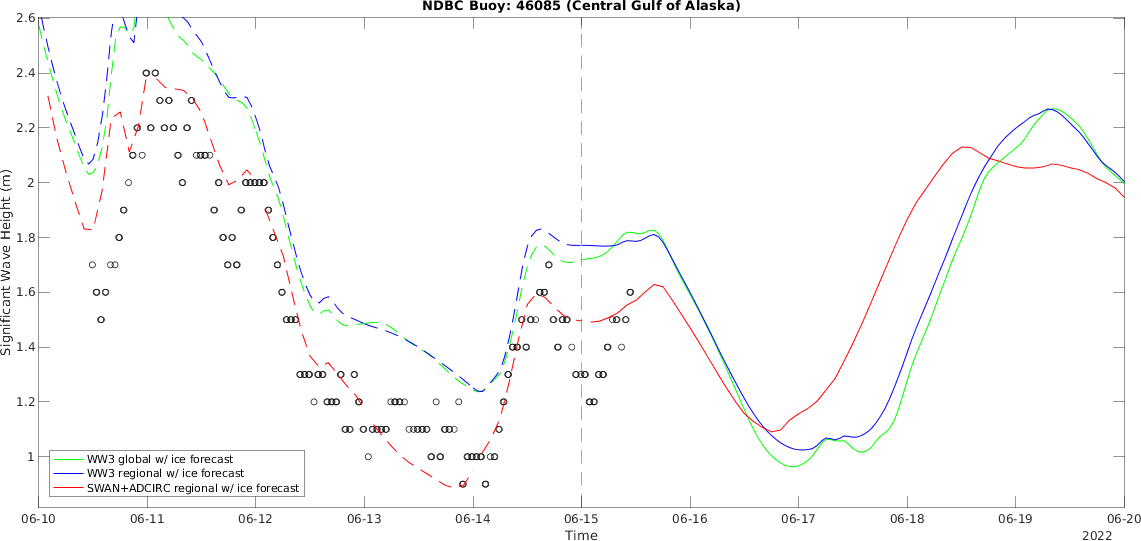 NDBC Buoy: 46085 (Central Gulf of Alaska)
2.6
2.4
2.2
2
1.8
1.6
1.4
1.2
1
Significant Wave Height (m)
WW3 global w/ ice forecast
WW3 regional w/ ice forecast
SWAN+ADCIRC regional w/ ice forecast
06-10 06-11 06-12 06-13 06-14 06-15 06-16 06-17 06-18 06-19 06-20
Time
2022